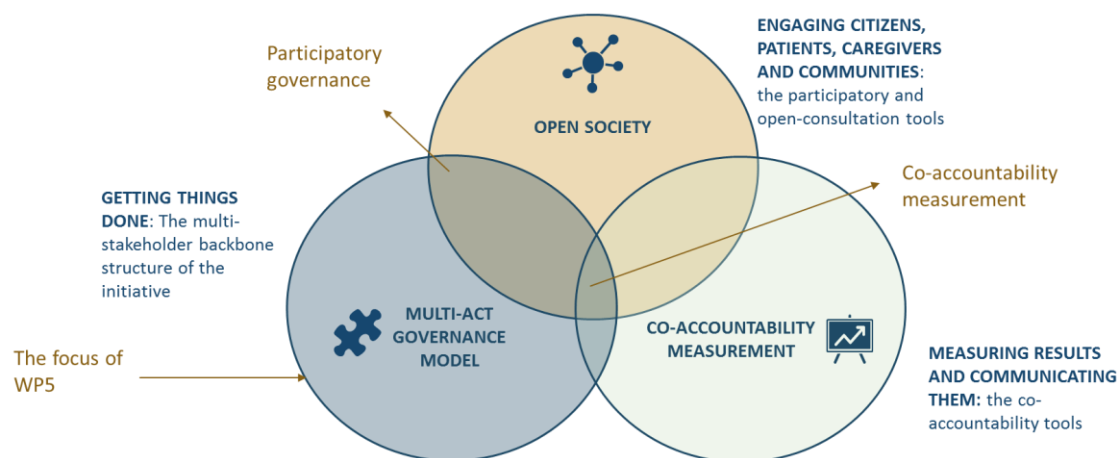 Participatory
governance
OPEN SOCIETY
ENGAGING CITIZENS,
PATIENTS, CAREGIVERS
AND COMMUNITIES:
the participatory and
open-consultation tools
Co-accountability
measurement
GETTING THINGS
DONE: The multi-
stakeholder backbone
structure of the
initiative
MULTI-ACT
GOVERNANCE
MODEL
CO-ACCOUNTABILITY
MEASUREMENT
The focus of
WP5
MEASURING RESULTS
AND COMMUNICATING
THEM: the co-
accountability tools